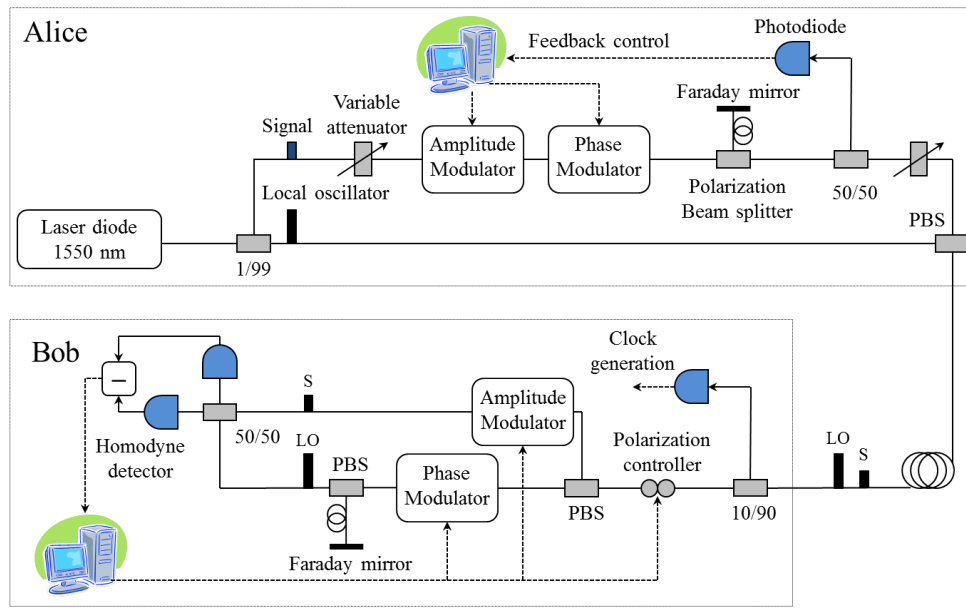 Alice
Photodiode
Feedback control
Faraday mirror
Variable
attenuator
Signal
Amplitude
Modulator
Phase
Modulator
Local oscillator
Polarization
Beam splitter
50/50
Laser diode
1550 nm
PBS
1/99
Bob
Clock
generation
S
Amplitude
Modulator
–
50/50
Polarization
controller
Homodyne
detector
LO
PBS
Phase
Modulator
LO
S
PBS
10/90
Faraday mirror